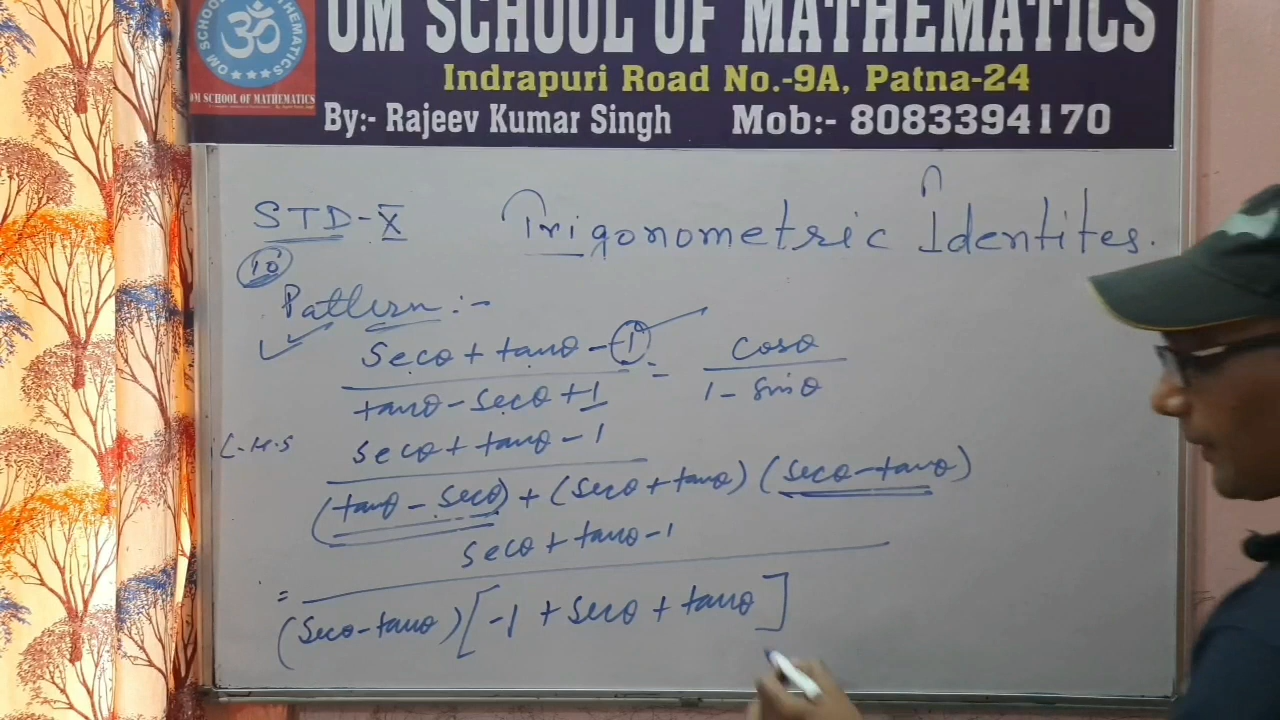 OM SCHOOL OF MATHEMATICS
Indrapuri Road No.-9A, Patna-24
OM SCHOOL OF MATHEMATICS
By:- Rajeev Kumar Singh Mob:- 8083394170
STD-X Trigonometric Identites.
10
Pattern:-
secθ + tanθ - 1 = cosθ
tanθ - secθ + 1 1 - sinθ
L.H.S secθ + tanθ - 1
(tanθ - secθ) + (secθ + tanθ) (secθ - tanθ)
secθ + tanθ - 1
=
(secθ - tanθ) [-1 + secθ + tanθ]